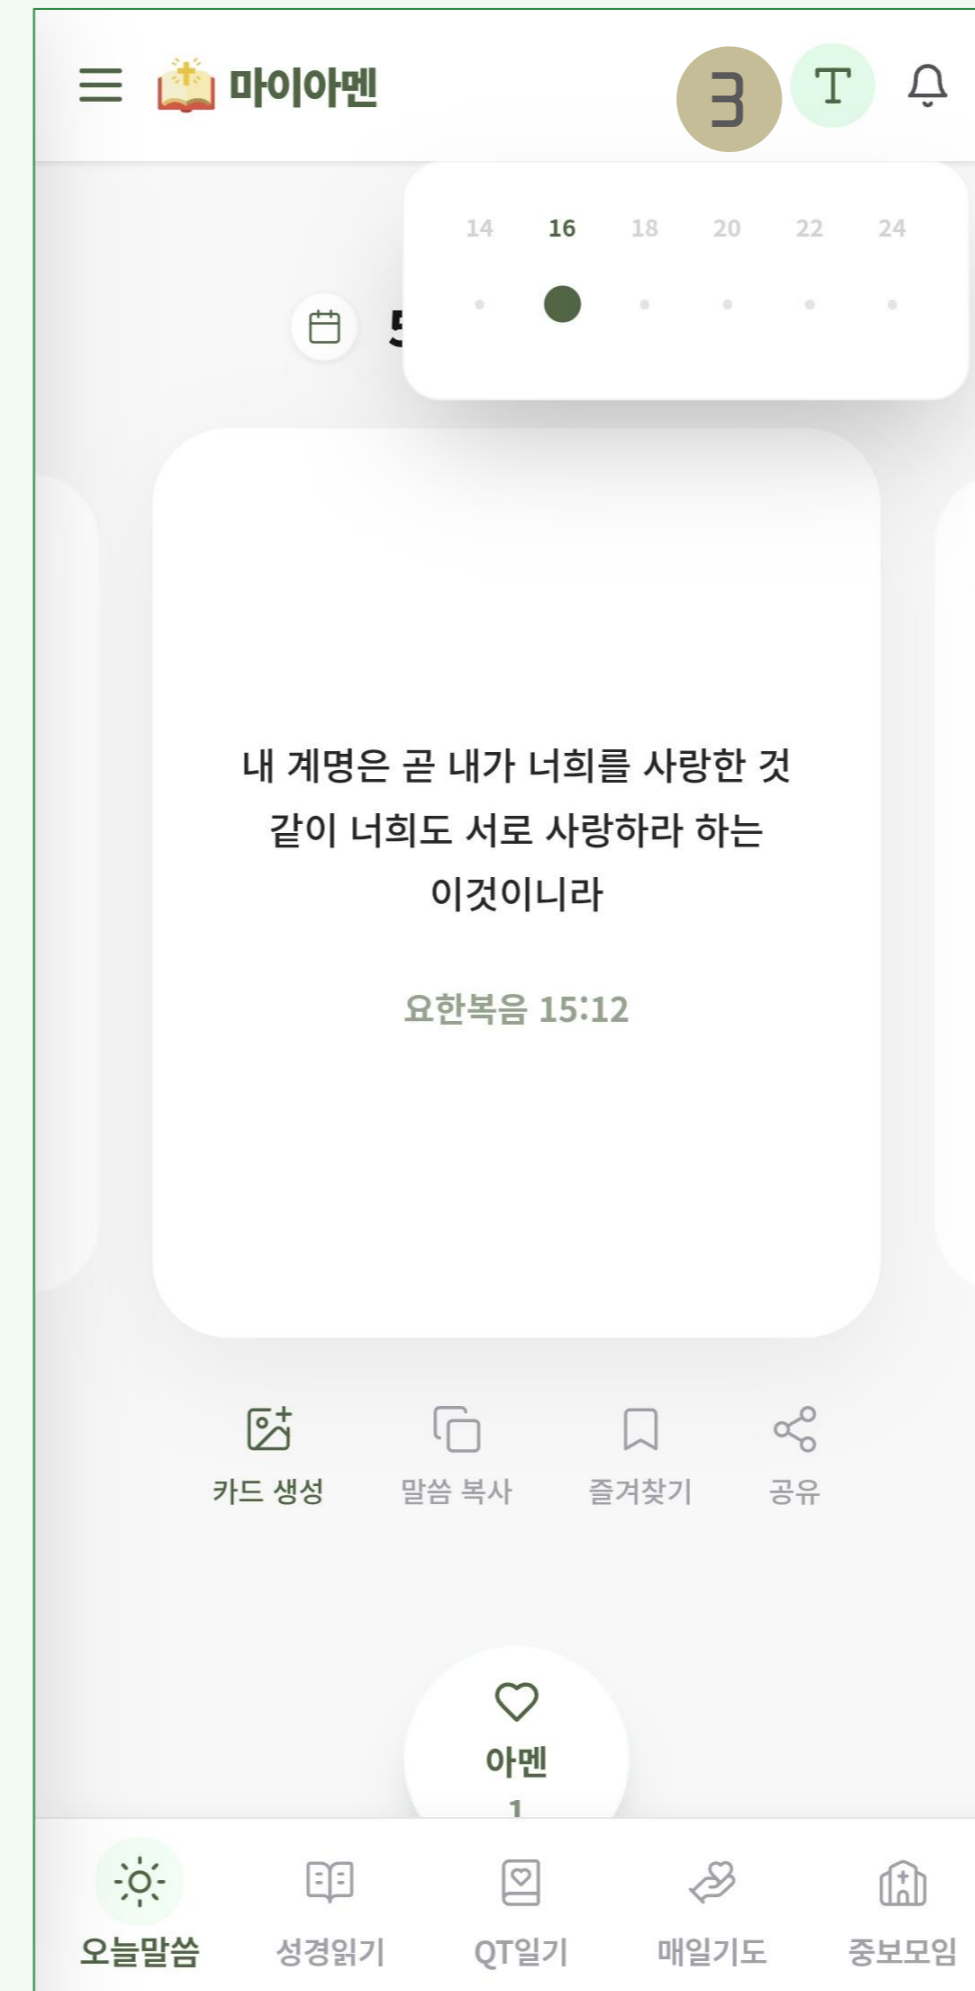 마이아멘
3
T
14 16 18 20 22 24
5
내 계명은 곧 내가 너희를 사랑한 것
같이 너희도 서로 사랑하라 하는
이것이니라
요한복음 15:12
카드 생성 말씀 복사 즐겨찾기 공유
아멘
1
오늘말씀 성경읽기 QT일기 매일기도 중보모임